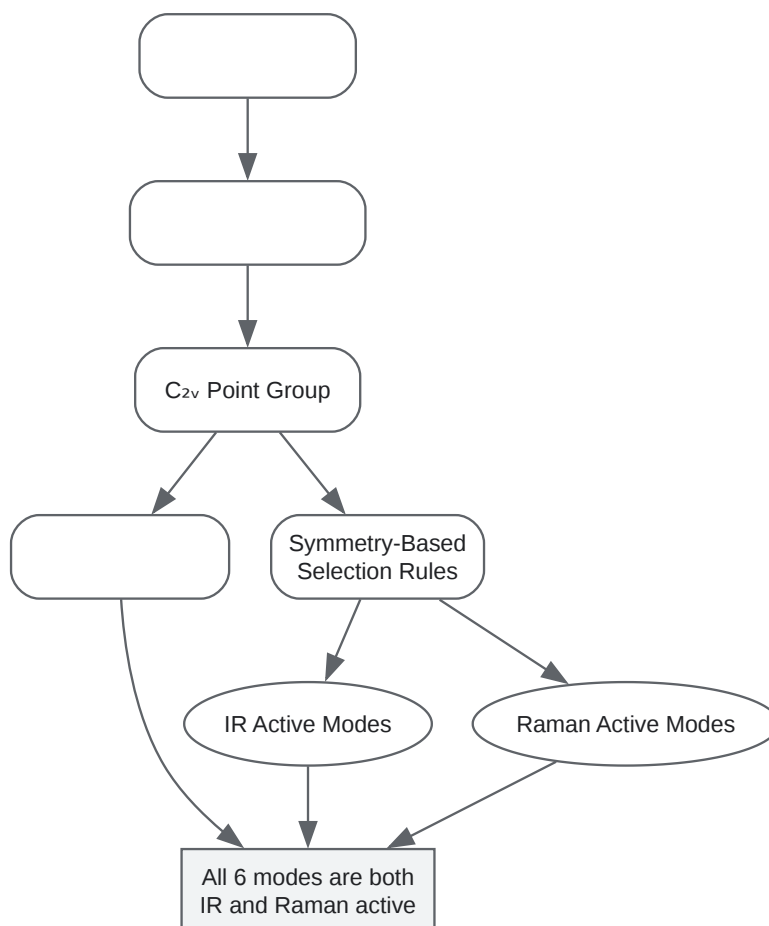 C₂ᵥ Point Group
Symmetry-Based
Selection Rules
IR Active Modes
Raman Active Modes
All 6 modes are both
IR and Raman active